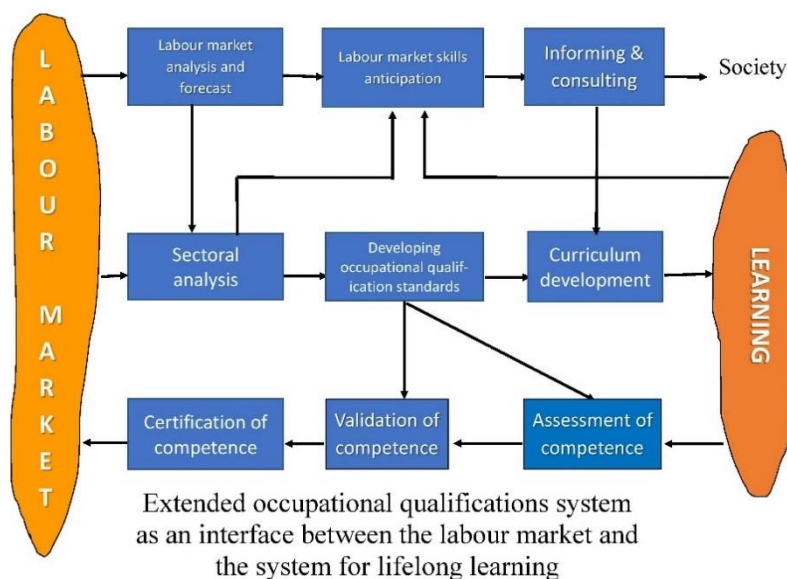 LABOUR MARKET
Labour market
analysis and
forecast
Labour market skills
anticipation
Informing &
consulting
Society
Sectoral
analysis
Developing
occupational qualif-
ication standards
Curriculum
development
LEARNING
Certification of
competence
Validation of
competence
Assessment of
competence
Extended occupational qualifications system
as an interface between the labour market and
the system for lifelong learning